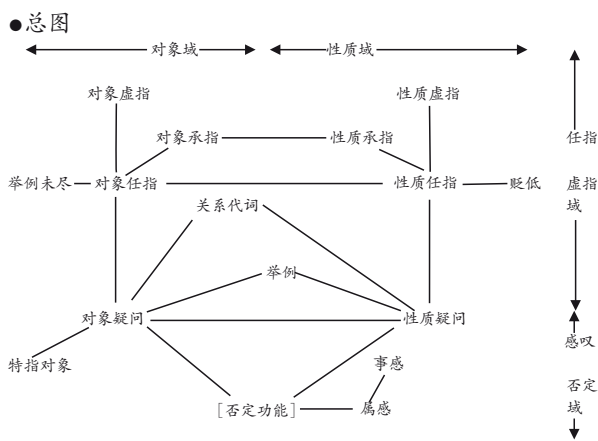 ●总图
对象域
性质域
对象虚指
性质虚指
对象承指
性质承指
任指
举例未尽
对象任指
性质任指
贬低
虚指
域
关系代词
举例
对象疑问
性质疑问
感叹
特指对象
事感
否定
域
[否定功能]
属感